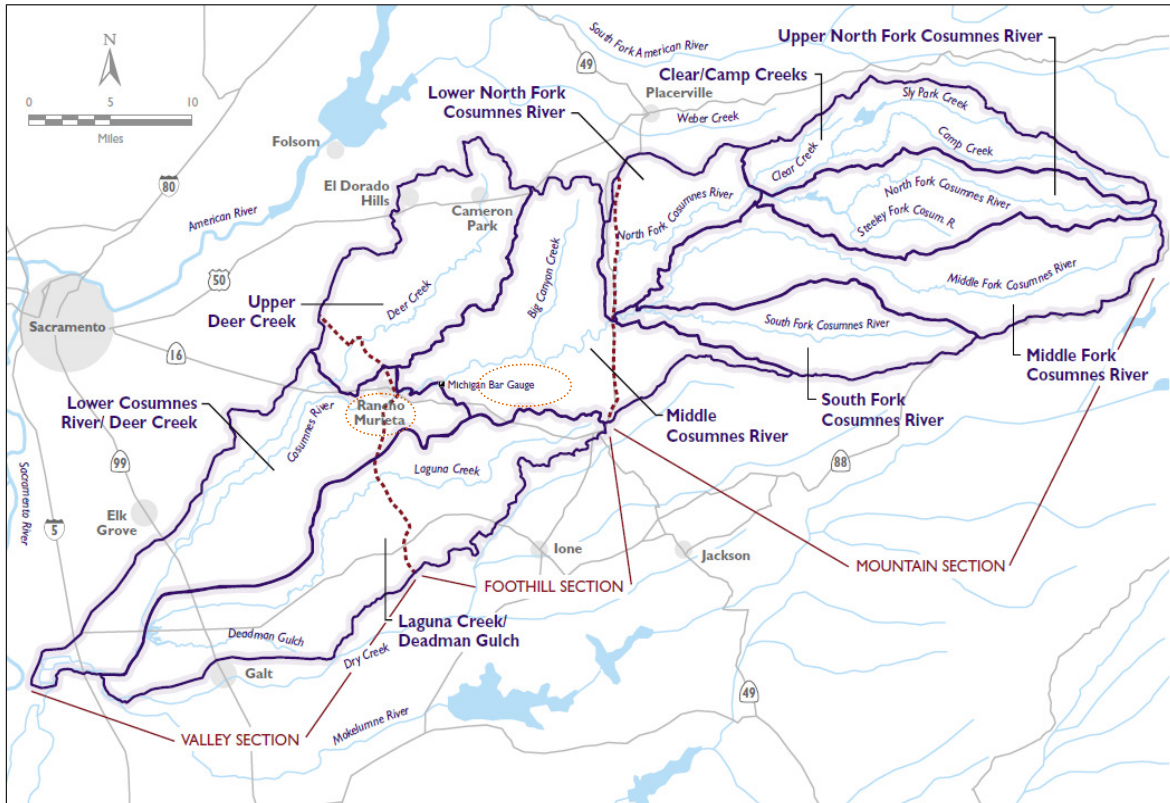 N
0 5 10
Miles
South Fork American River
49
Placerville
Weber Creek
Upper North Fork Cosumnes River
Clear/Camp Creeks
Lower North Fork
Cosumnes River
Sly Park Creek
Camp Creek
Clear Creek
North Fork Cosumnes River
Steeley Fork Cosum. R.
North Fork Cosumnes River
Middle Fork Cosumnes River
South Fork Cosumnes River
Middle Fork
Cosumnes River
South Fork
Cosumnes River
Folsom
El Dorado
Hills
Cameron
Park
80
American River
50
Sacramento
16
Upper
Deer Creek
Deer Creek
Big Canyon Creek
Michigan Bar Gauge
Rancho
Murieta
Middle
Cosumnes River
Lower Cosumnes
River/ Deer Creek
Cosumnes River
Laguna Creek
99
Sacramento River
5
Elk
Grove
88
Ione
Jackson
MOUNTAIN SECTION
FOOTHILL SECTION
Laguna Creek/
Deadman Gulch
Deadman Gulch
Dry Creek
Galt
49
Mokelumne River
VALLEY SECTION